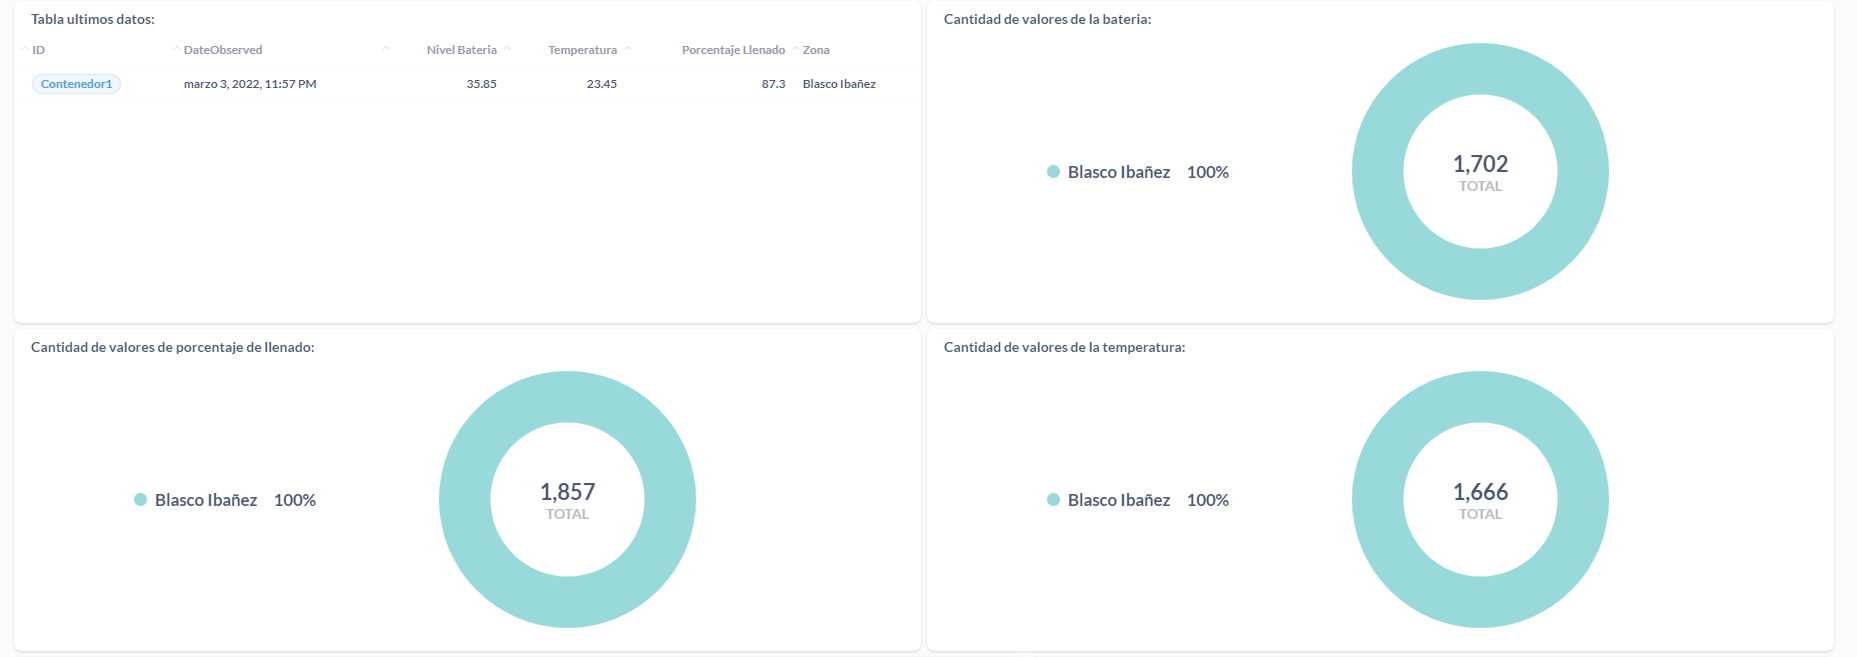 Tabla ultimos datos:
ID DateObserved Nivel Bateria Temperatura Porcentaje Llenado Zona
Contenedor1 marzo 3, 2022, 11:57 PM 35.85 23.45 87.3 Blasco Ibañez
Cantidad de valores de la bateria:
Blasco Ibañez 100%
1,702
TOTAL
Cantidad de valores de porcentaje de llenado:
Blasco Ibañez 100%
1,857
TOTAL
Cantidad de valores de la temperatura:
Blasco Ibañez 100%
1,666
TOTAL